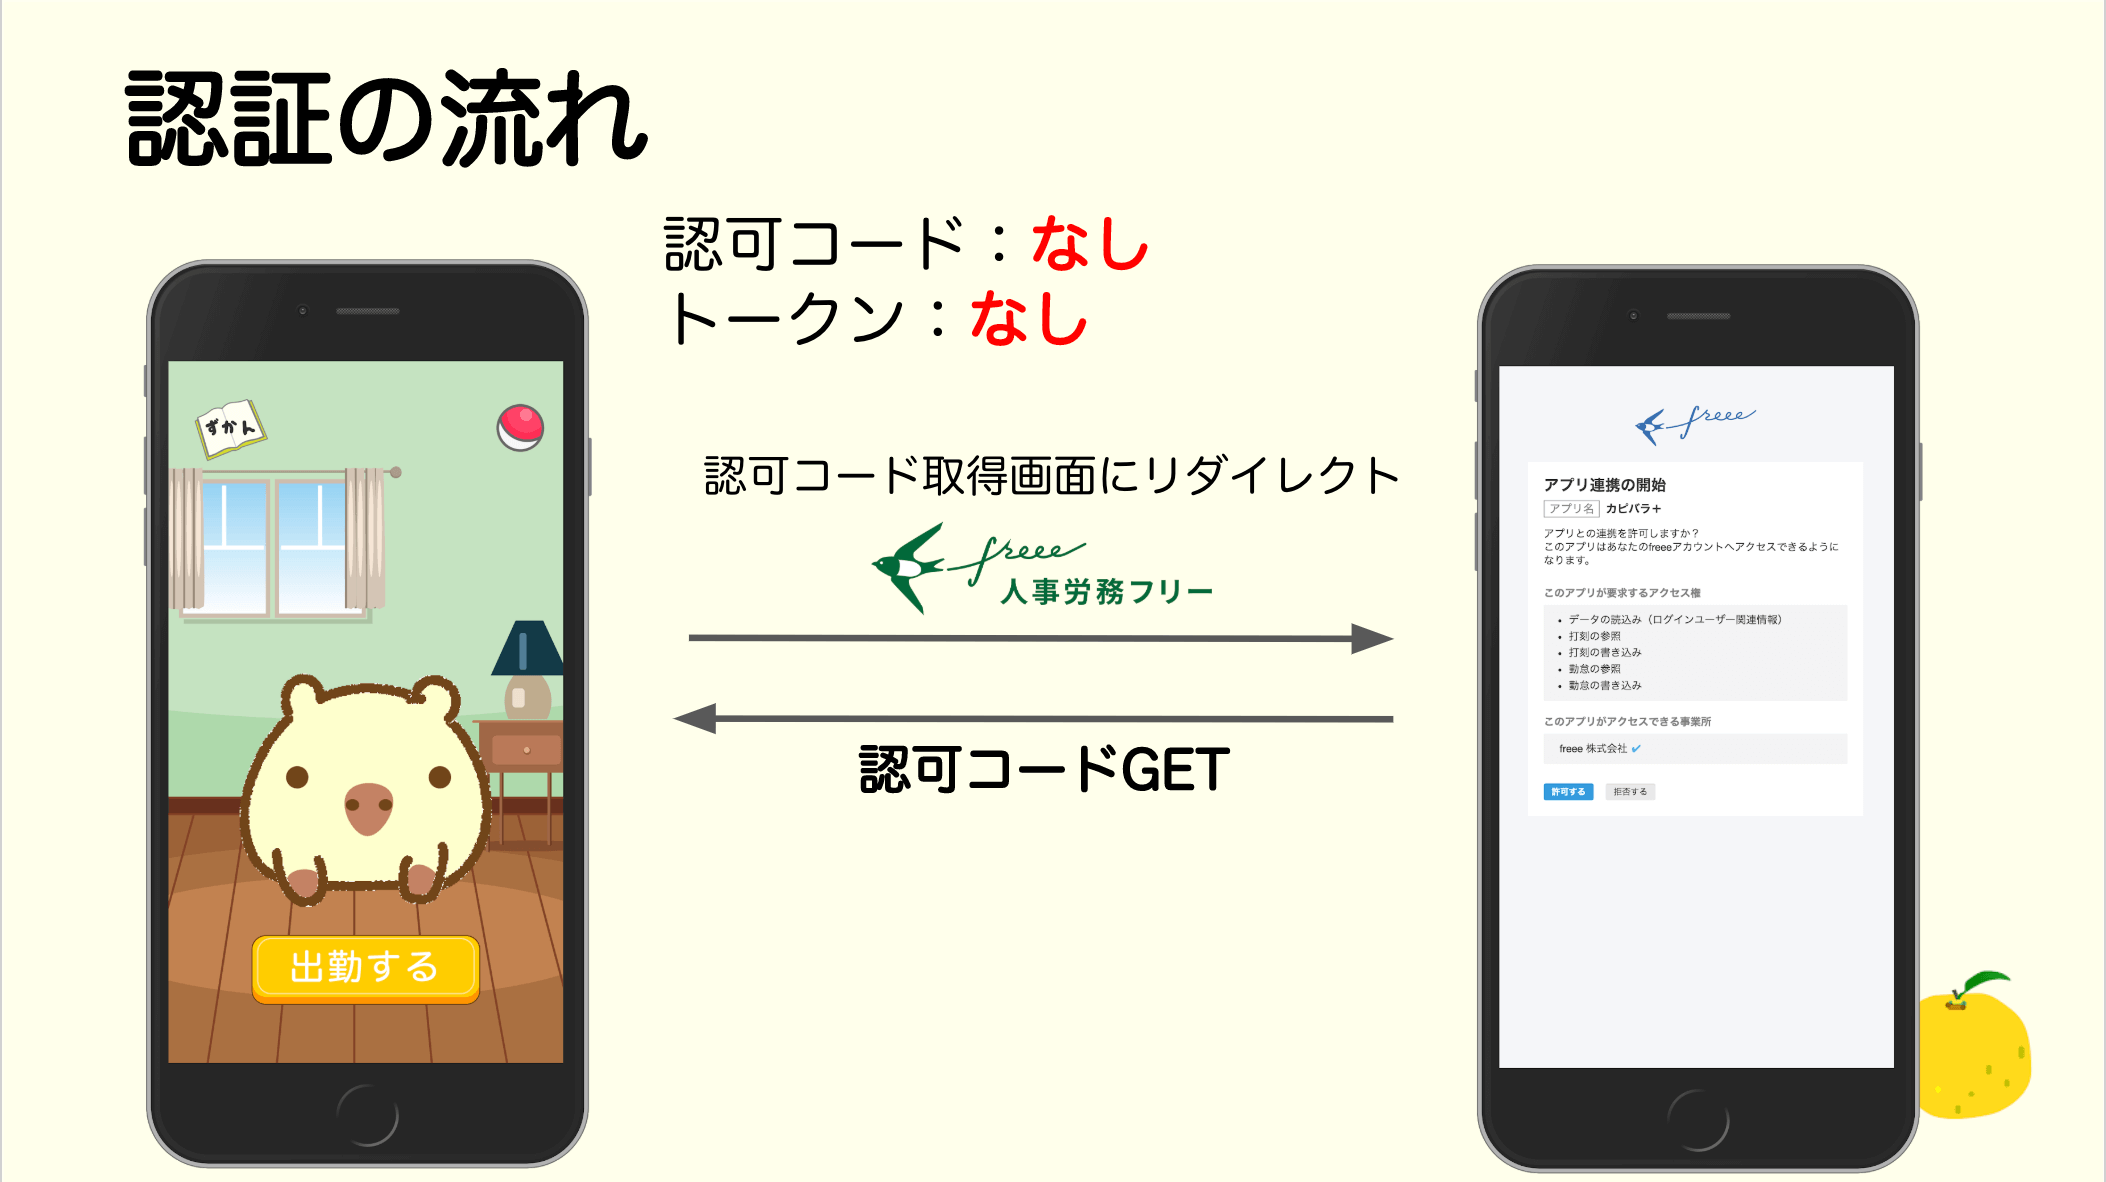 認証の流れ
認可コード：なし
トークン：なし
ずかん
出勤する
認可コード取得画面にリダイレクト
freee
人事労務フリー
認可コードGET
freee
アプリ連携の開始
アプリ名 カピバラ+
アプリとの連携を許可しますか？
このアプリはあなたのfreeeアカウントへアクセスできるように
なります。
このアプリが要求するアクセス権
• データの読込み（ログインユーザー関連情報）
• 打刻の参照
• 打刻の書き込み
• 勤怠の参照
• 勤怠の書き込み
このアプリがアクセスできる事業所
freee 株式会社 ✓
許可する 拒否する